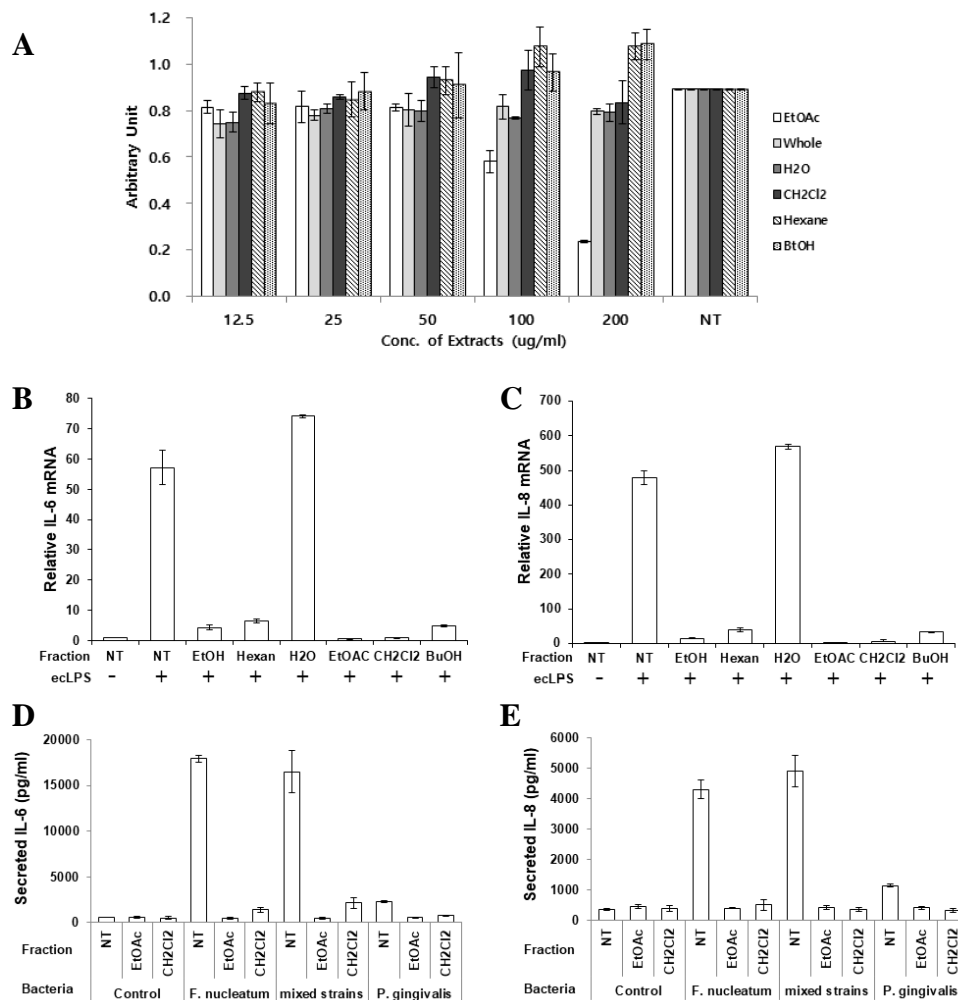 A
Arbitrary Unit
1.2
1.0
0.8
0.6
0.4
0.2
0.0
12.5 25 50 100 200 NT
Conc. of Extracts (ug/ml)
EtOAc
Whole
H2O
CH2Cl2
Hexane
BtOH
B
Relative IL-6 mRNA
80
70
60
50
40
30
20
10
0
Fraction NT NT EtOH Hexan H2O EtOAC CH2Cl2 BuOH
ecLPS - + + + + + + +
C
Relative IL-8 mRNA
700
600
500
400
300
200
100
0
Fraction NT NT EtOH Hexan H2O EtOAC CH2Cl2 BuOH
ecLPS - + + + + + + +
D
Secreted IL-6 (pg/ml)
20000
15000
10000
5000
0
Fraction NT EtOAc CH2Cl2 NT EtOAc CH2Cl2 NT EtOAc CH2Cl2 NT EtOAc CH2Cl2
Bacteria Control F. nucleatum mixed strains P. gingivalis
E
Secreted IL-8 (pg/ml)
6000
5000
4000
3000
2000
1000
0
Fraction NT EtOAc CH2Cl2 NT EtOAc CH2Cl2 NT EtOAc CH2Cl2 NT EtOAc CH2Cl2
Bacteria Control F. nucleatum mixed strains P. gingivalis